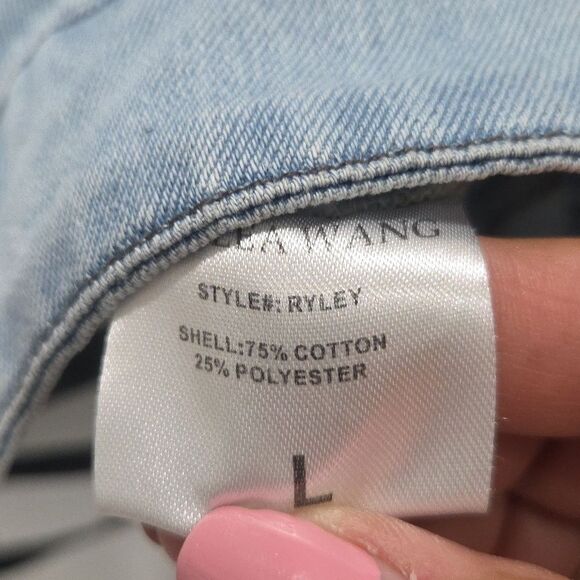 WANG
STYLE#: RYLEY
SHELL:75% COTTON
25% POLYESTER
L